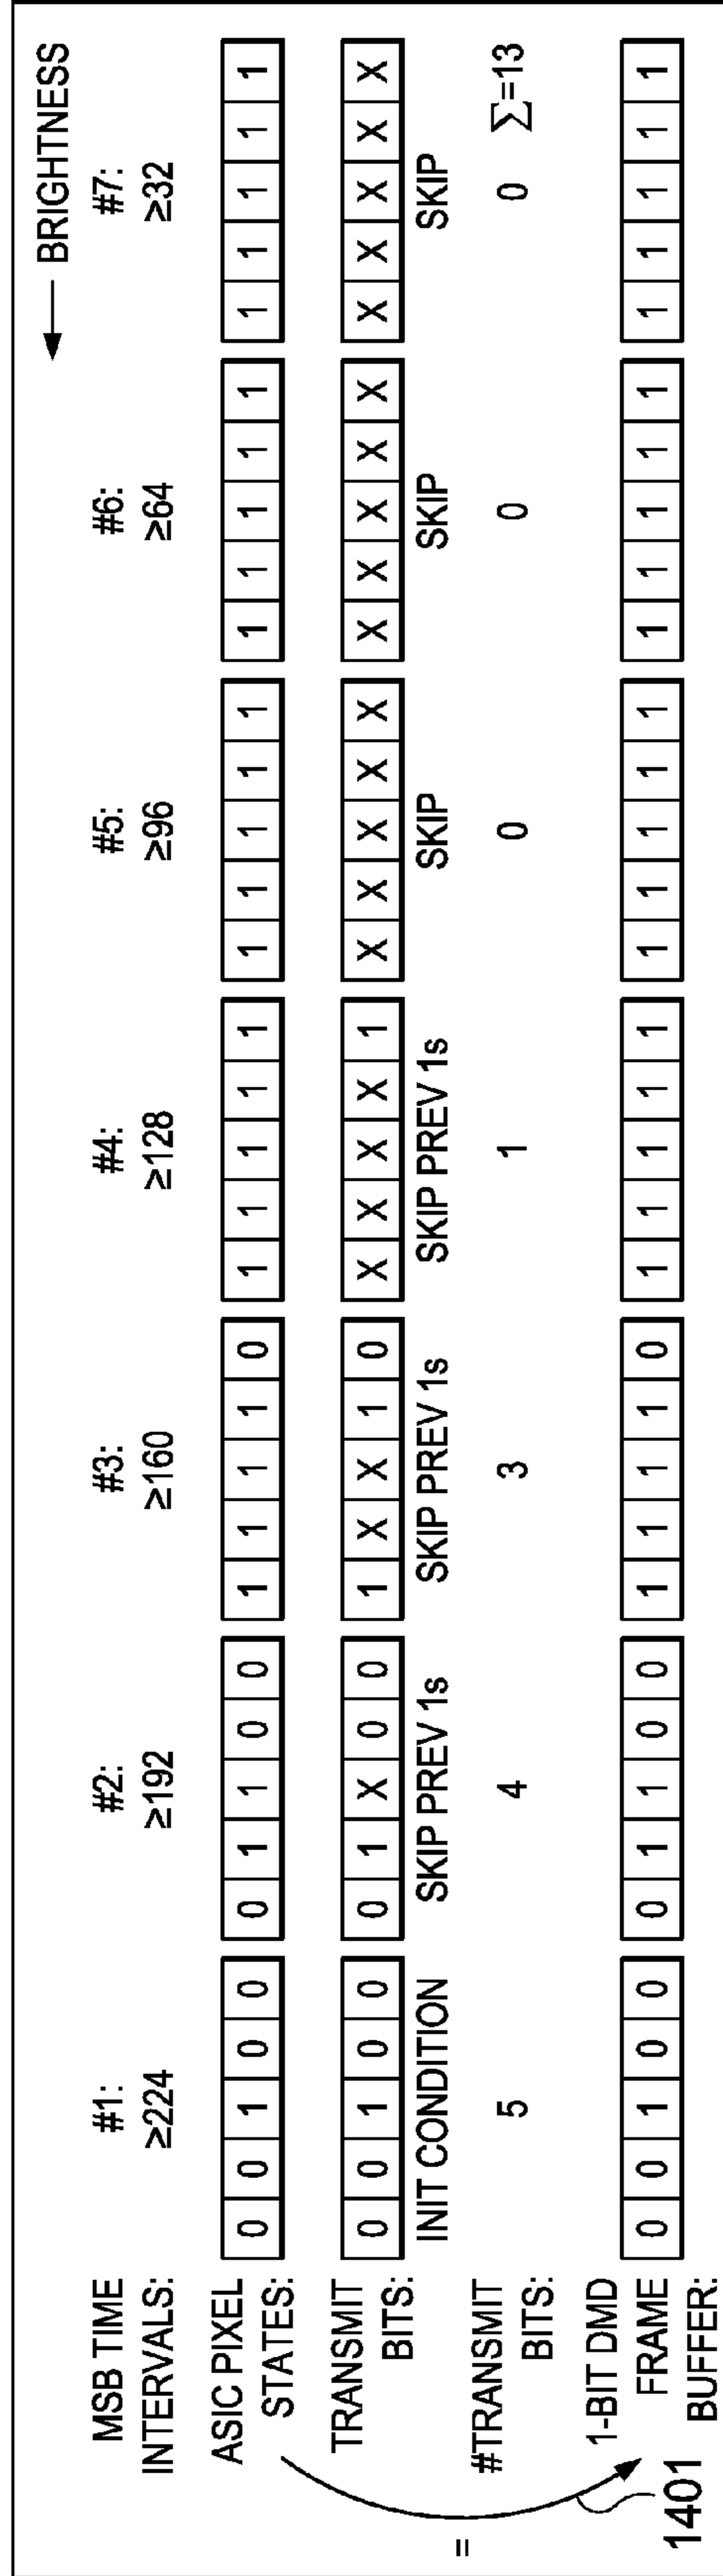 ← BRIGHTNESS
MSB TIME INTERVALS: #1: ≥224 #2: ≥192 #3: ≥160 #4: ≥128 #5: ≥96 #6: ≥64 #7: ≥32
ASIC PIXEL STATES: 0 0 1 0 0 0 1 1 0 0 1 1 1 1 0 1 1 1 1 1 1 1 1 1 1 1 1 1 1 1 1 1 1 1 1
TRANSMIT BITS: 0 0 1 0 0 0 1 X 0 0 1 X X 1 0 X X X X 1 X X X X X X X X X X X X X X X
INIT CONDITION SKIP PREV 1s SKIP PREV 1s SKIP PREV 1s SKIP SKIP SKIP
#TRANSMIT BITS: 5 4 3 1 0 0 0 ∑=13
1-BIT DMD FRAME BUFFER: 0 0 1 0 0 0 1 1 0 0 1 1 1 1 0 1 1 1 1 1 1 1 1 1 1 1 1 1 1 1 1 1 1 1 1
=
1401